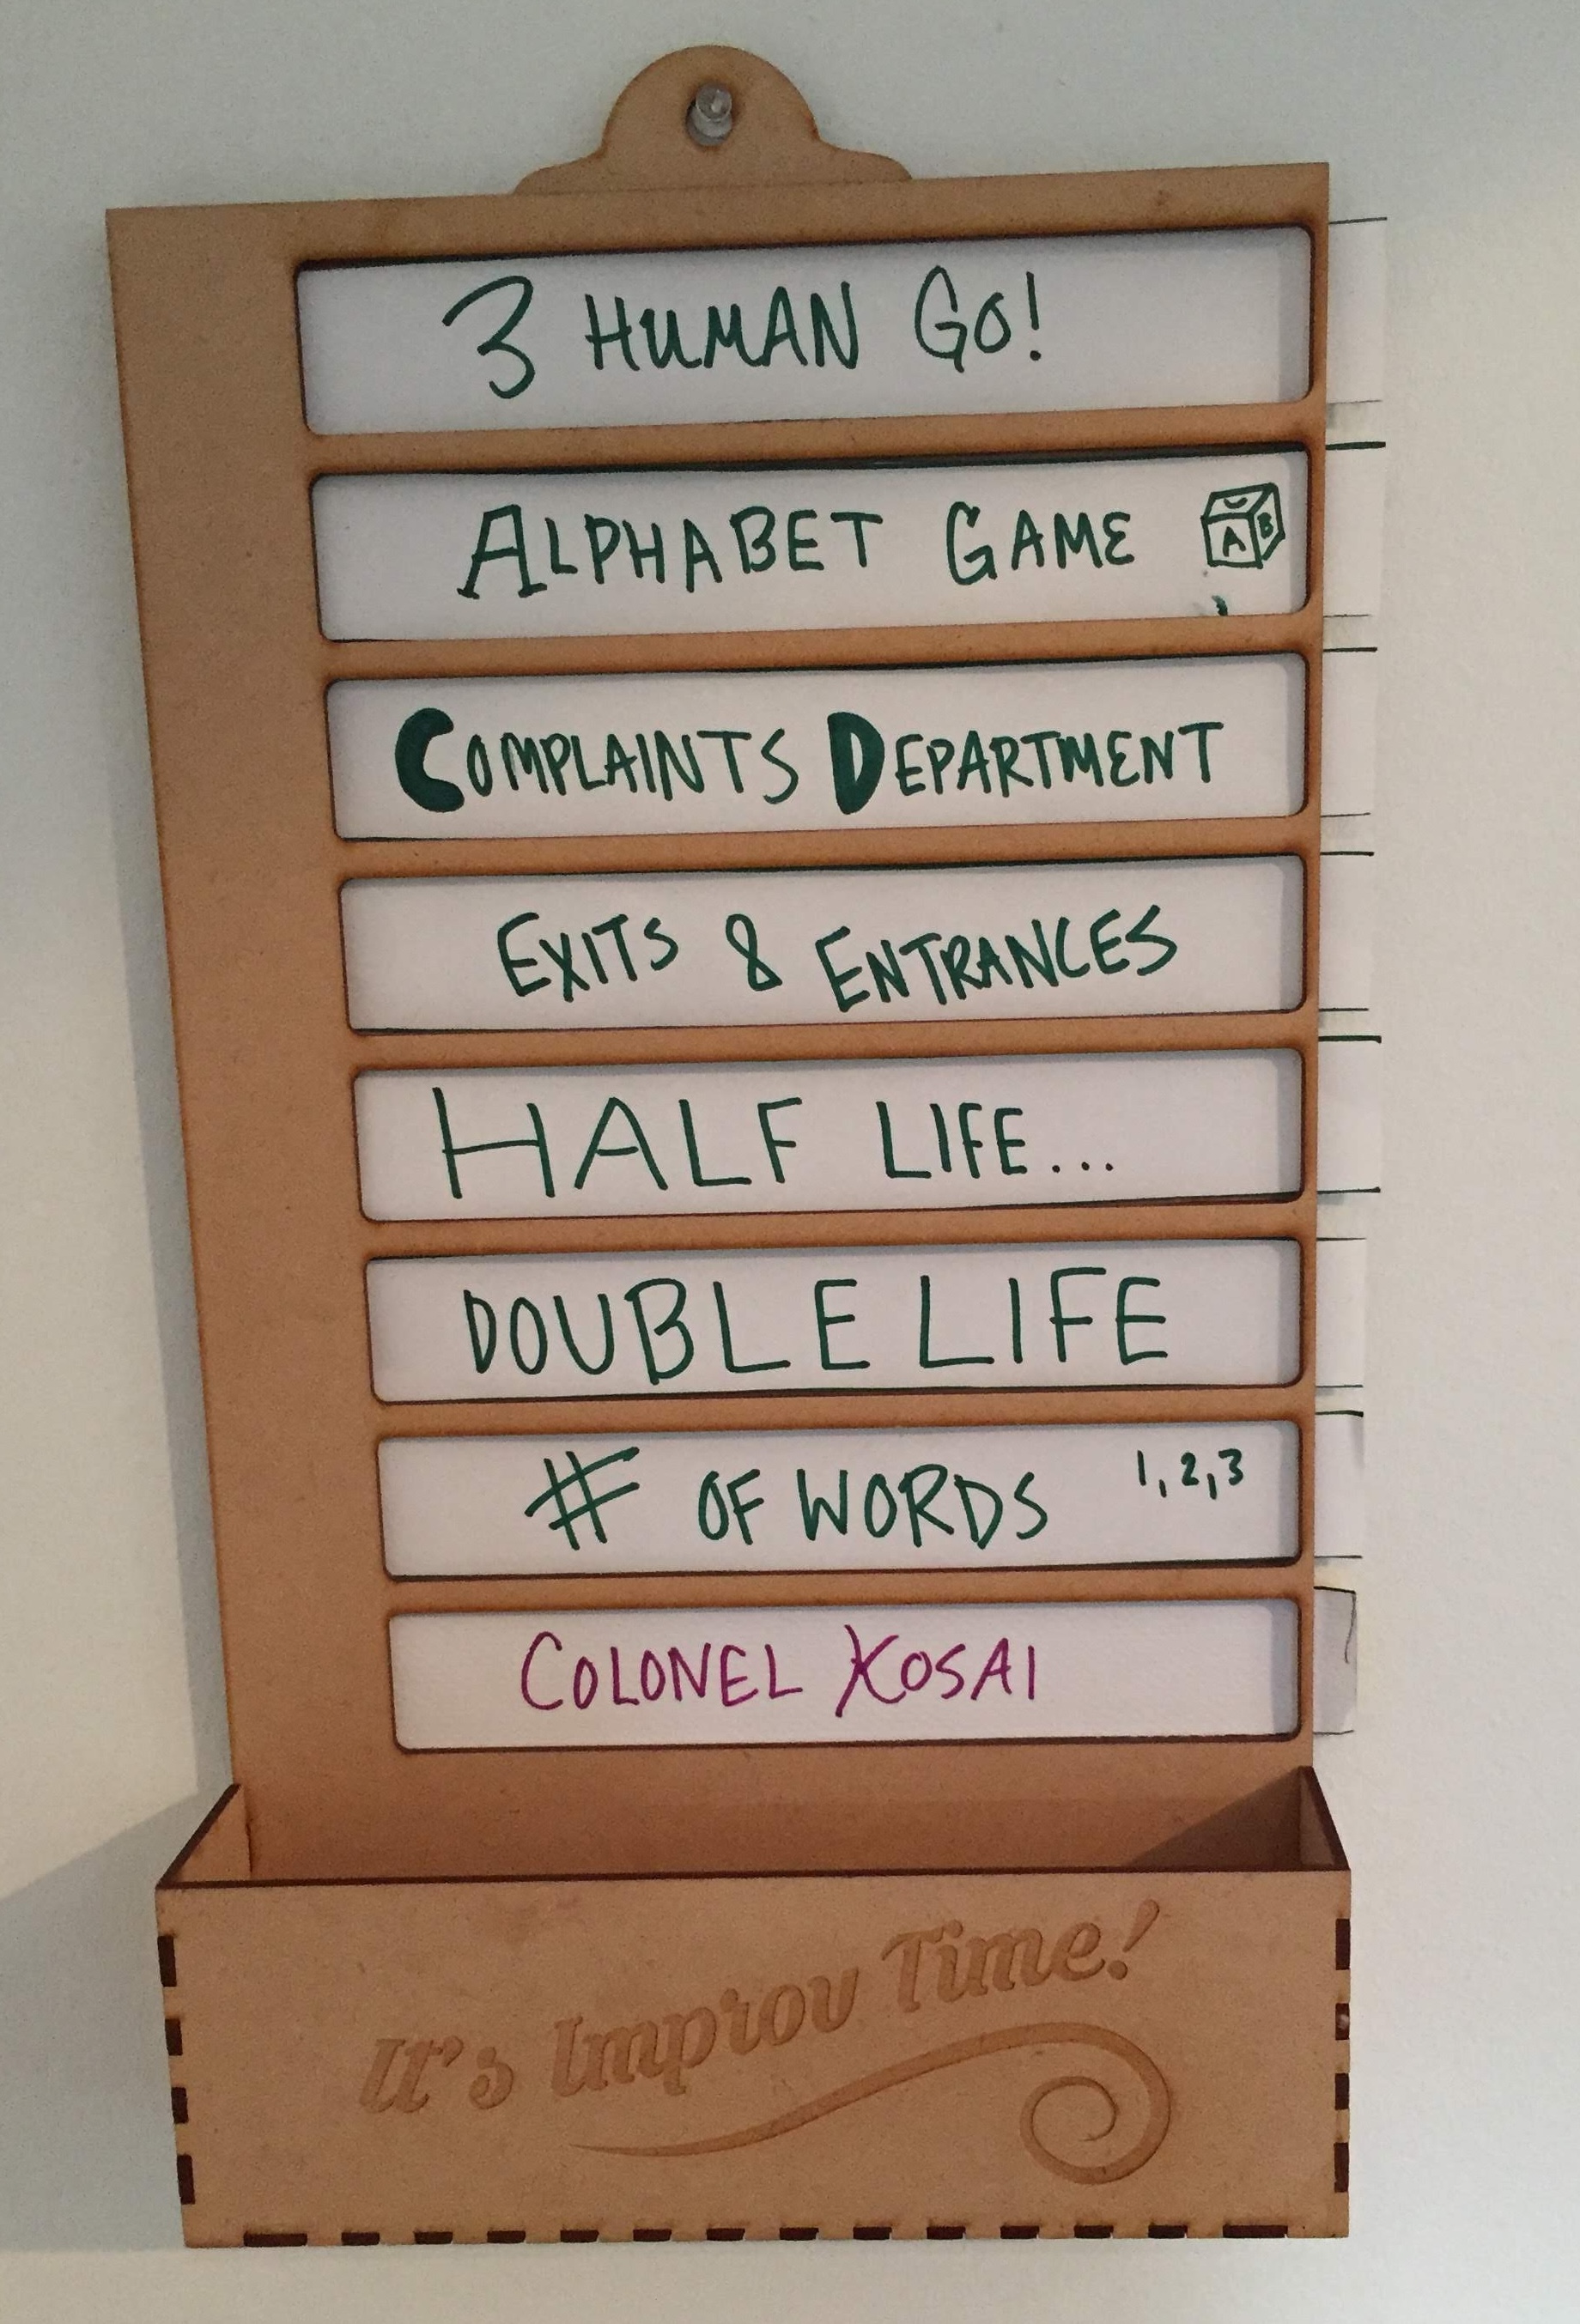 3 HUMAN GO!
ALPHABET GAME A B
COMPLAINTS DEPARTMENT
EXITS & ENTRANCES
HALF LIFE...
DOUBLE LIFE
# OF WORDS 1,2,3
COLONEL KOSAI
It's Improv Time!